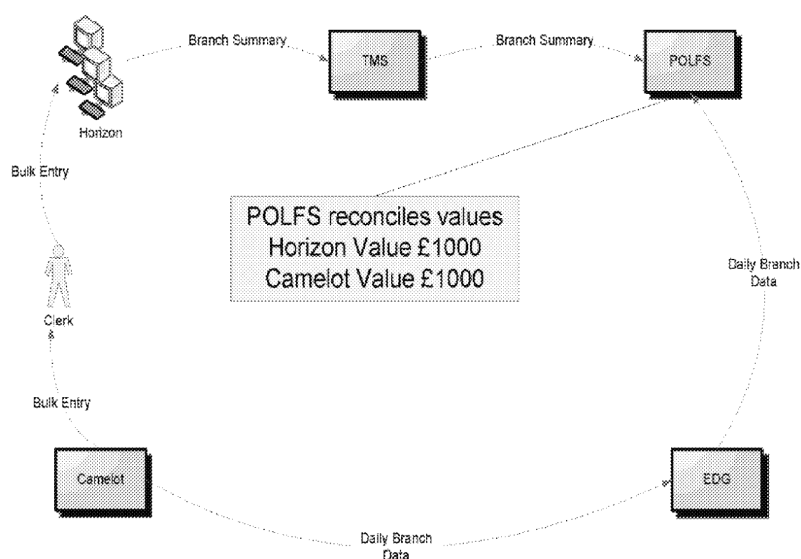 Branch Summary
TMS
Branch Summary
POLFS
Horizon
Bulk Entry
POLFS reconciles values
Horizon Value £1000
Camelot Value £1000
Clerk
Daily Branch
Data
Bulk Entry
Camelot
EDG
Daily Branch
Data